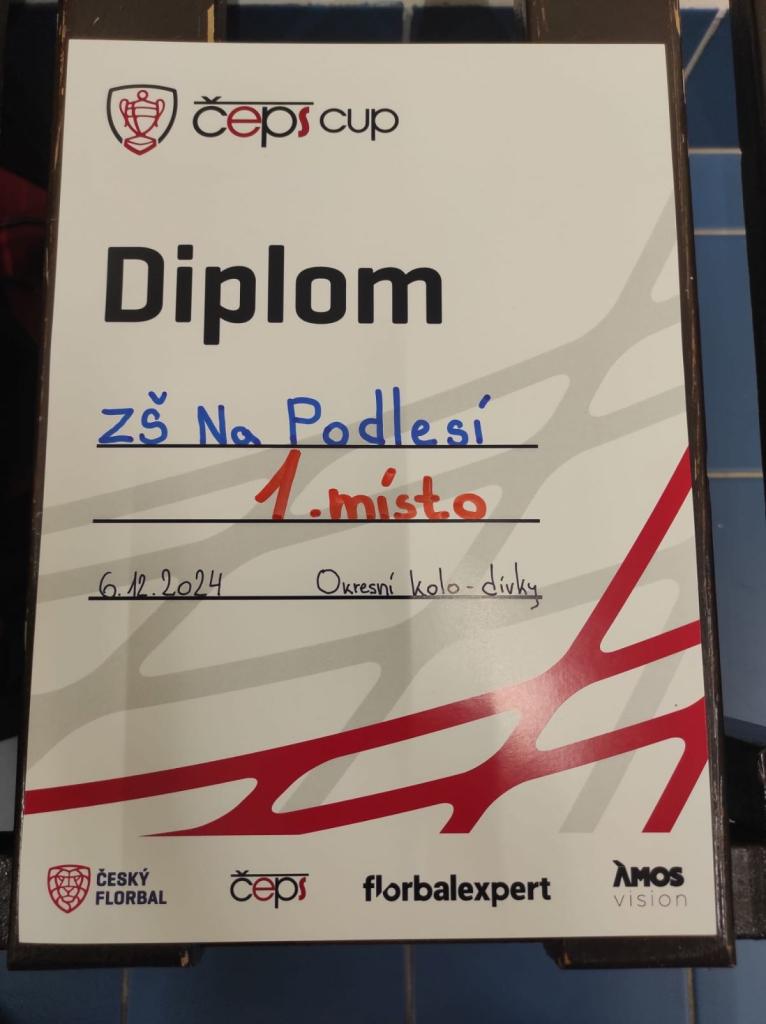 čeps cup
Diplom
ZŠ Na Podlesí
1. místo
6.12.2024 Okresní kolo - dívky
ČESKÝ
FLORBAL
čeps
florbalexpert
ÀMOS
vision